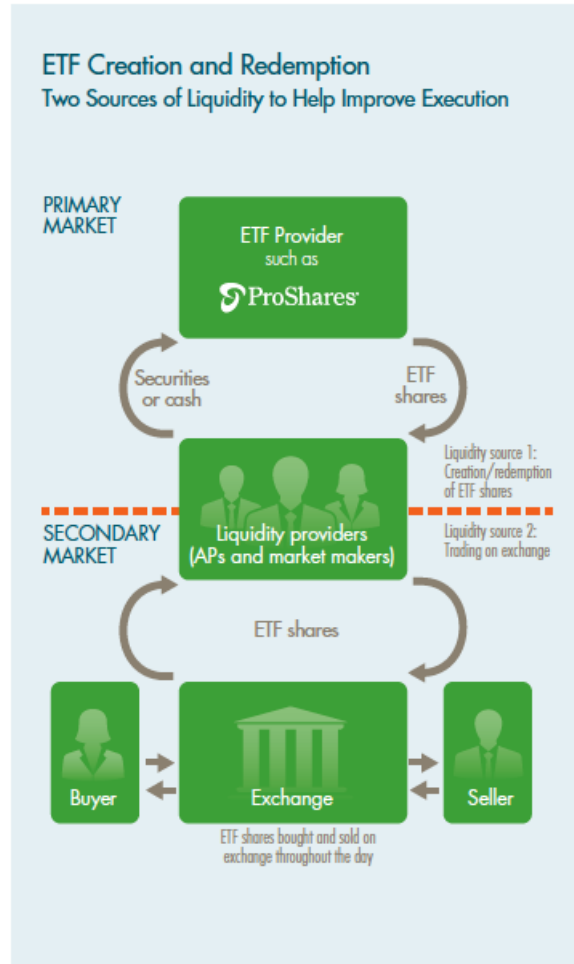 ETF Creation and Redemption
Two Sources of Liquidity to Help Improve Execution
PRIMARY
MARKET
ETF Provider
such as
ProShares®
Securities
or cash
ETF
shares
Liquidity source 1:
Creation/redemption
of ETF shares
SECONDARY
MARKET
Liquidity providers
(APs and market makers)
Liquidity source 2:
Trading on exchange
ETF shares
Buyer
Exchange
Seller
ETF shares bought and sold on
exchange throughout the day